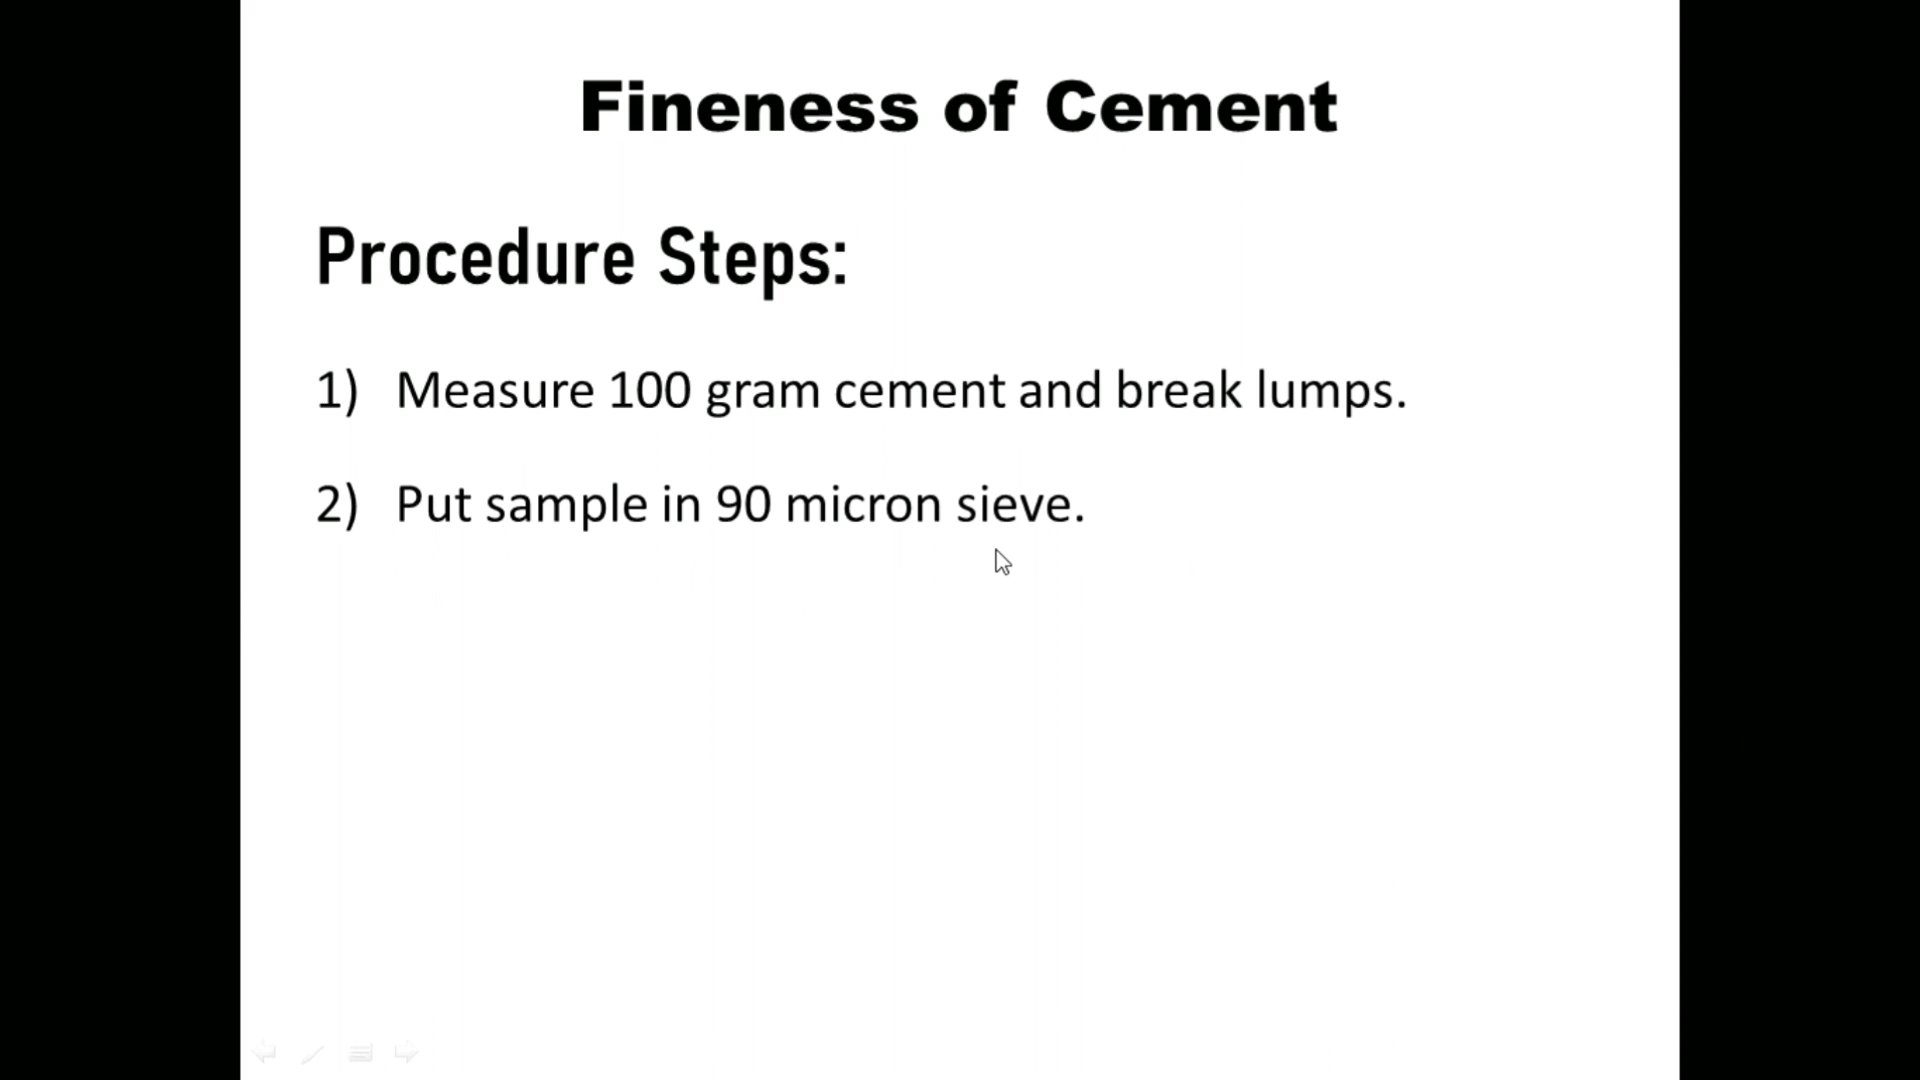 Fineness of Cement
Procedure Steps:
1) Measure 100 gram cement and break lumps.
2) Put sample in 90 micron sieve.